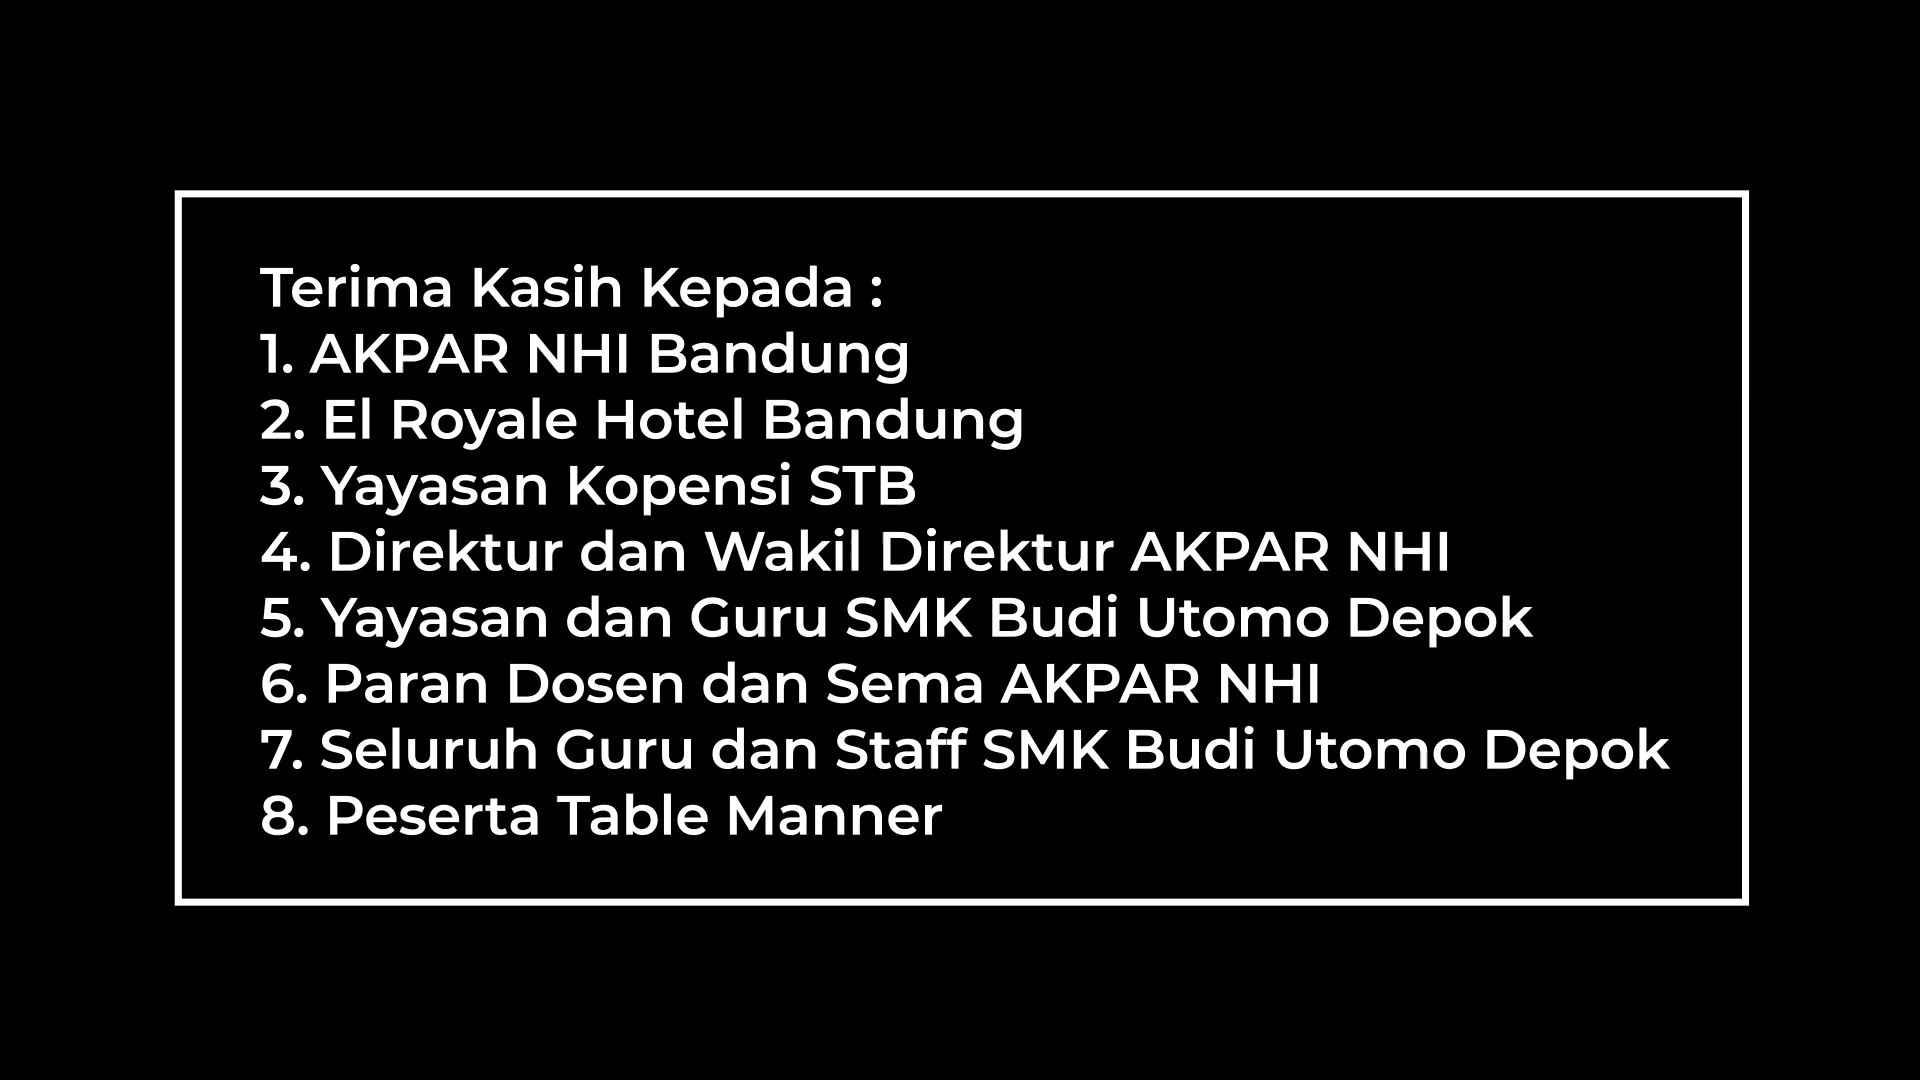 Terima Kasih Kepada :
1. AKPAR NHI Bandung
2. El Royale Hotel Bandung
3. Yayasan Kopensi STB
4. Direktur dan Wakil Direktur AKPAR NHI
5. Yayasan dan Guru SMK Budi Utomo Depok
6. Paran Dosen dan Sema AKPAR NHI
7. Seluruh Guru dan Staff SMK Budi Utomo Depok
8. Peserta Table Manner